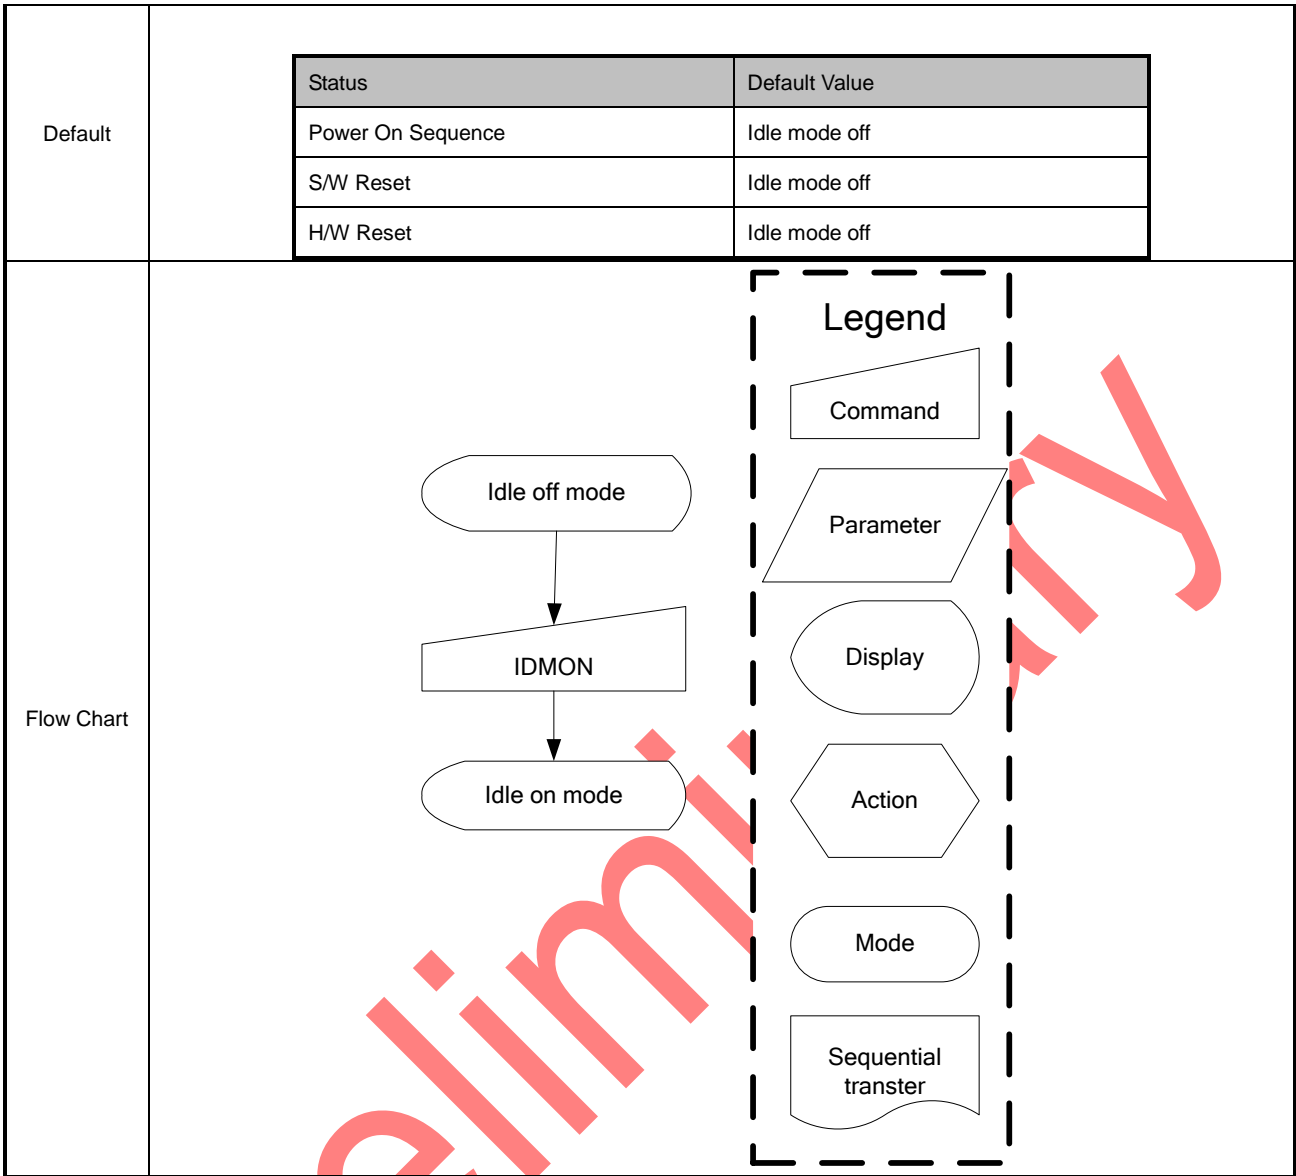 Default
Status Default Value
Power On Sequence Idle mode off
S/W Reset Idle mode off
H/W Reset Idle mode off
Flow Chart
Idle off mode
IDMON
Idle on mode
Legend
Command
Parameter
Display
Action
Mode
Sequential
transter